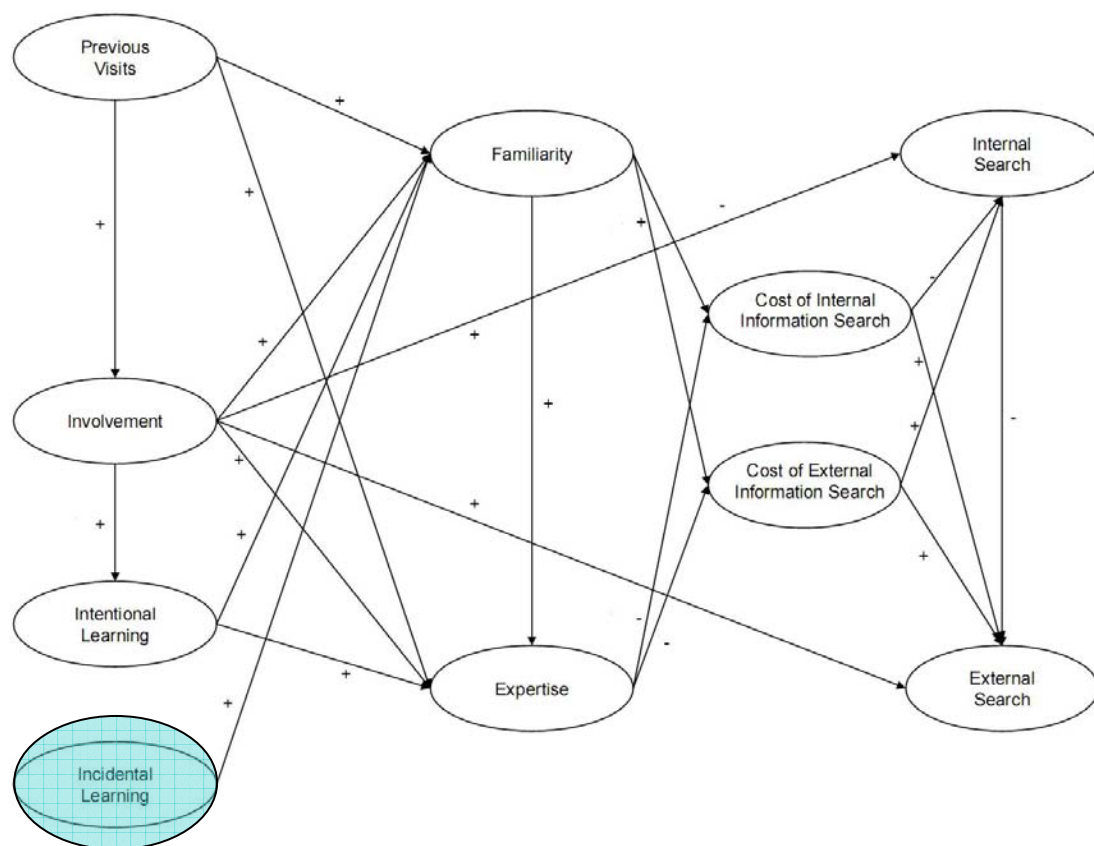 Previous
Visits
+
Familiarity
Internal
Search
+
-
+
+
-
Cost of Internal
Information Search
+
+
+
+
Involvement
-
+
+
Cost of External
Information Search
+
+
+
+
+
Intentional
Learning
-
-
+
Expertise
External
Search
+
Incidental
Learning